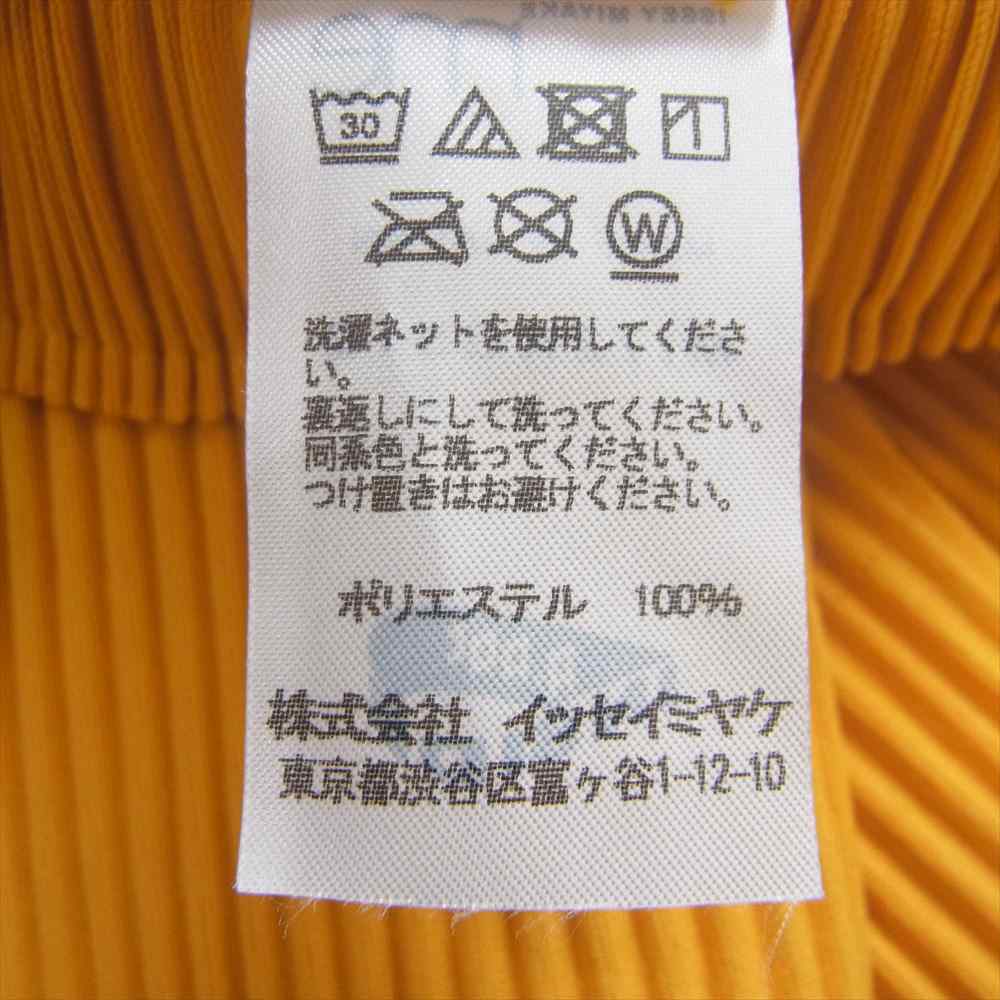 ISSEY MIYAKE
30
W
洗濯ネットを使用してくださ
い。
裏返しにして洗ってください。
同系色と洗ってください。
つけ置きはお避けください。
ポリエステル 100%
株式会社 イッセイミヤケ
東京都渋谷区富ヶ谷1-12-10